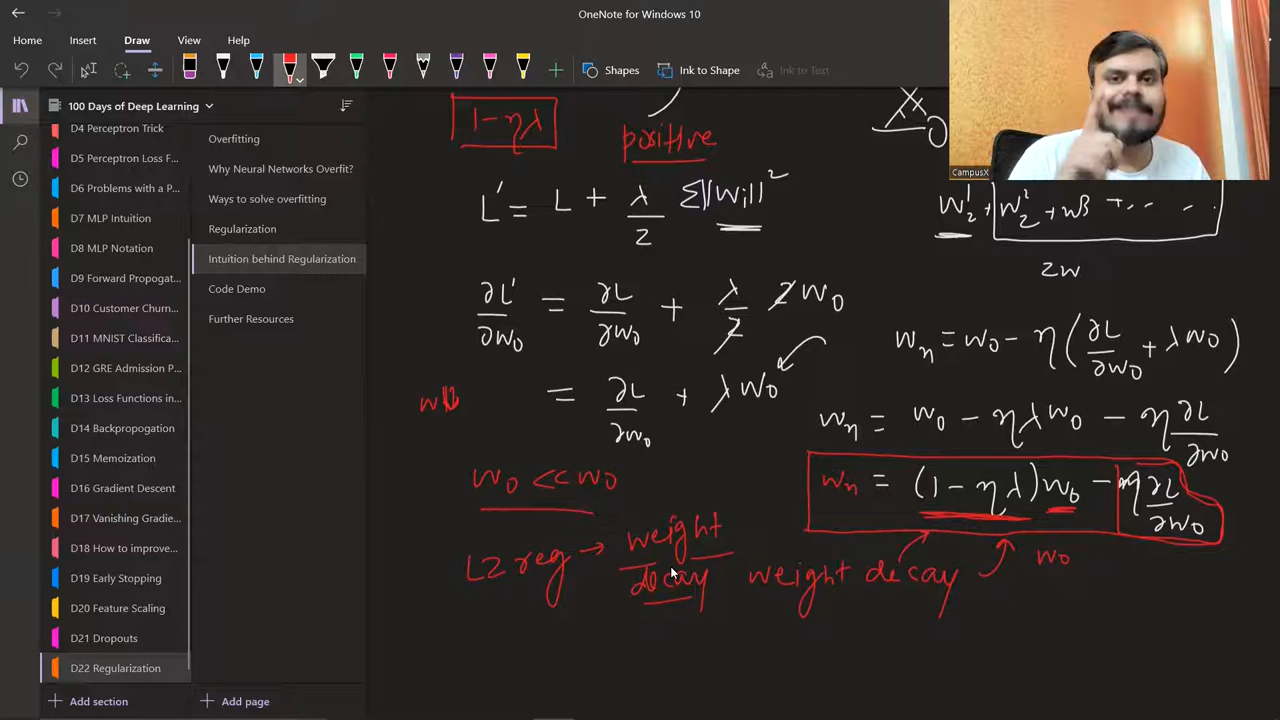 OneNote for Windows 10
Home Insert Draw View Help
Shapes Ink to Shape Ink to Text
100 Days of Deep Learning
D4 Perceptron Trick
D5 Perceptron Loss F...
D6 Problems with a P...
D7 MLP Intuition
D8 MLP Notation
D9 Forward Propogat...
D10 Customer Churn...
D11 MNIST Classifica...
D12 GRE Admission P...
D13 Loss Functions in...
D14 Backpropogation
D15 Memoization
D16 Gradient Descent
D17 Vanishing Gradie...
D18 How to improve...
D19 Early Stopping
D20 Feature Scaling
D21 Dropouts
D22 Regularization
Add section
Overfitting
Why Neural Networks Overfit?
Ways to solve overfitting
Regularization
Intuition behind Regularization
Code Demo
Further Resources
Add page
1 - ηλ
positive
L' = L + λ/2 Σ||Wi||²
∂L'/∂w0 = ∂L/∂w0 + λ/2 2w0
= ∂L/∂w0 + λw0
w0 << w0
L2 reg → weight decay
CampusX
2w
wn = w0 - η(∂L/∂w0 + λw0)
wn = w0 - ηλw0 - η ∂L/∂w0
wn = (1 - ηλ)w0 - η ∂L/∂w0
weight decay
w0